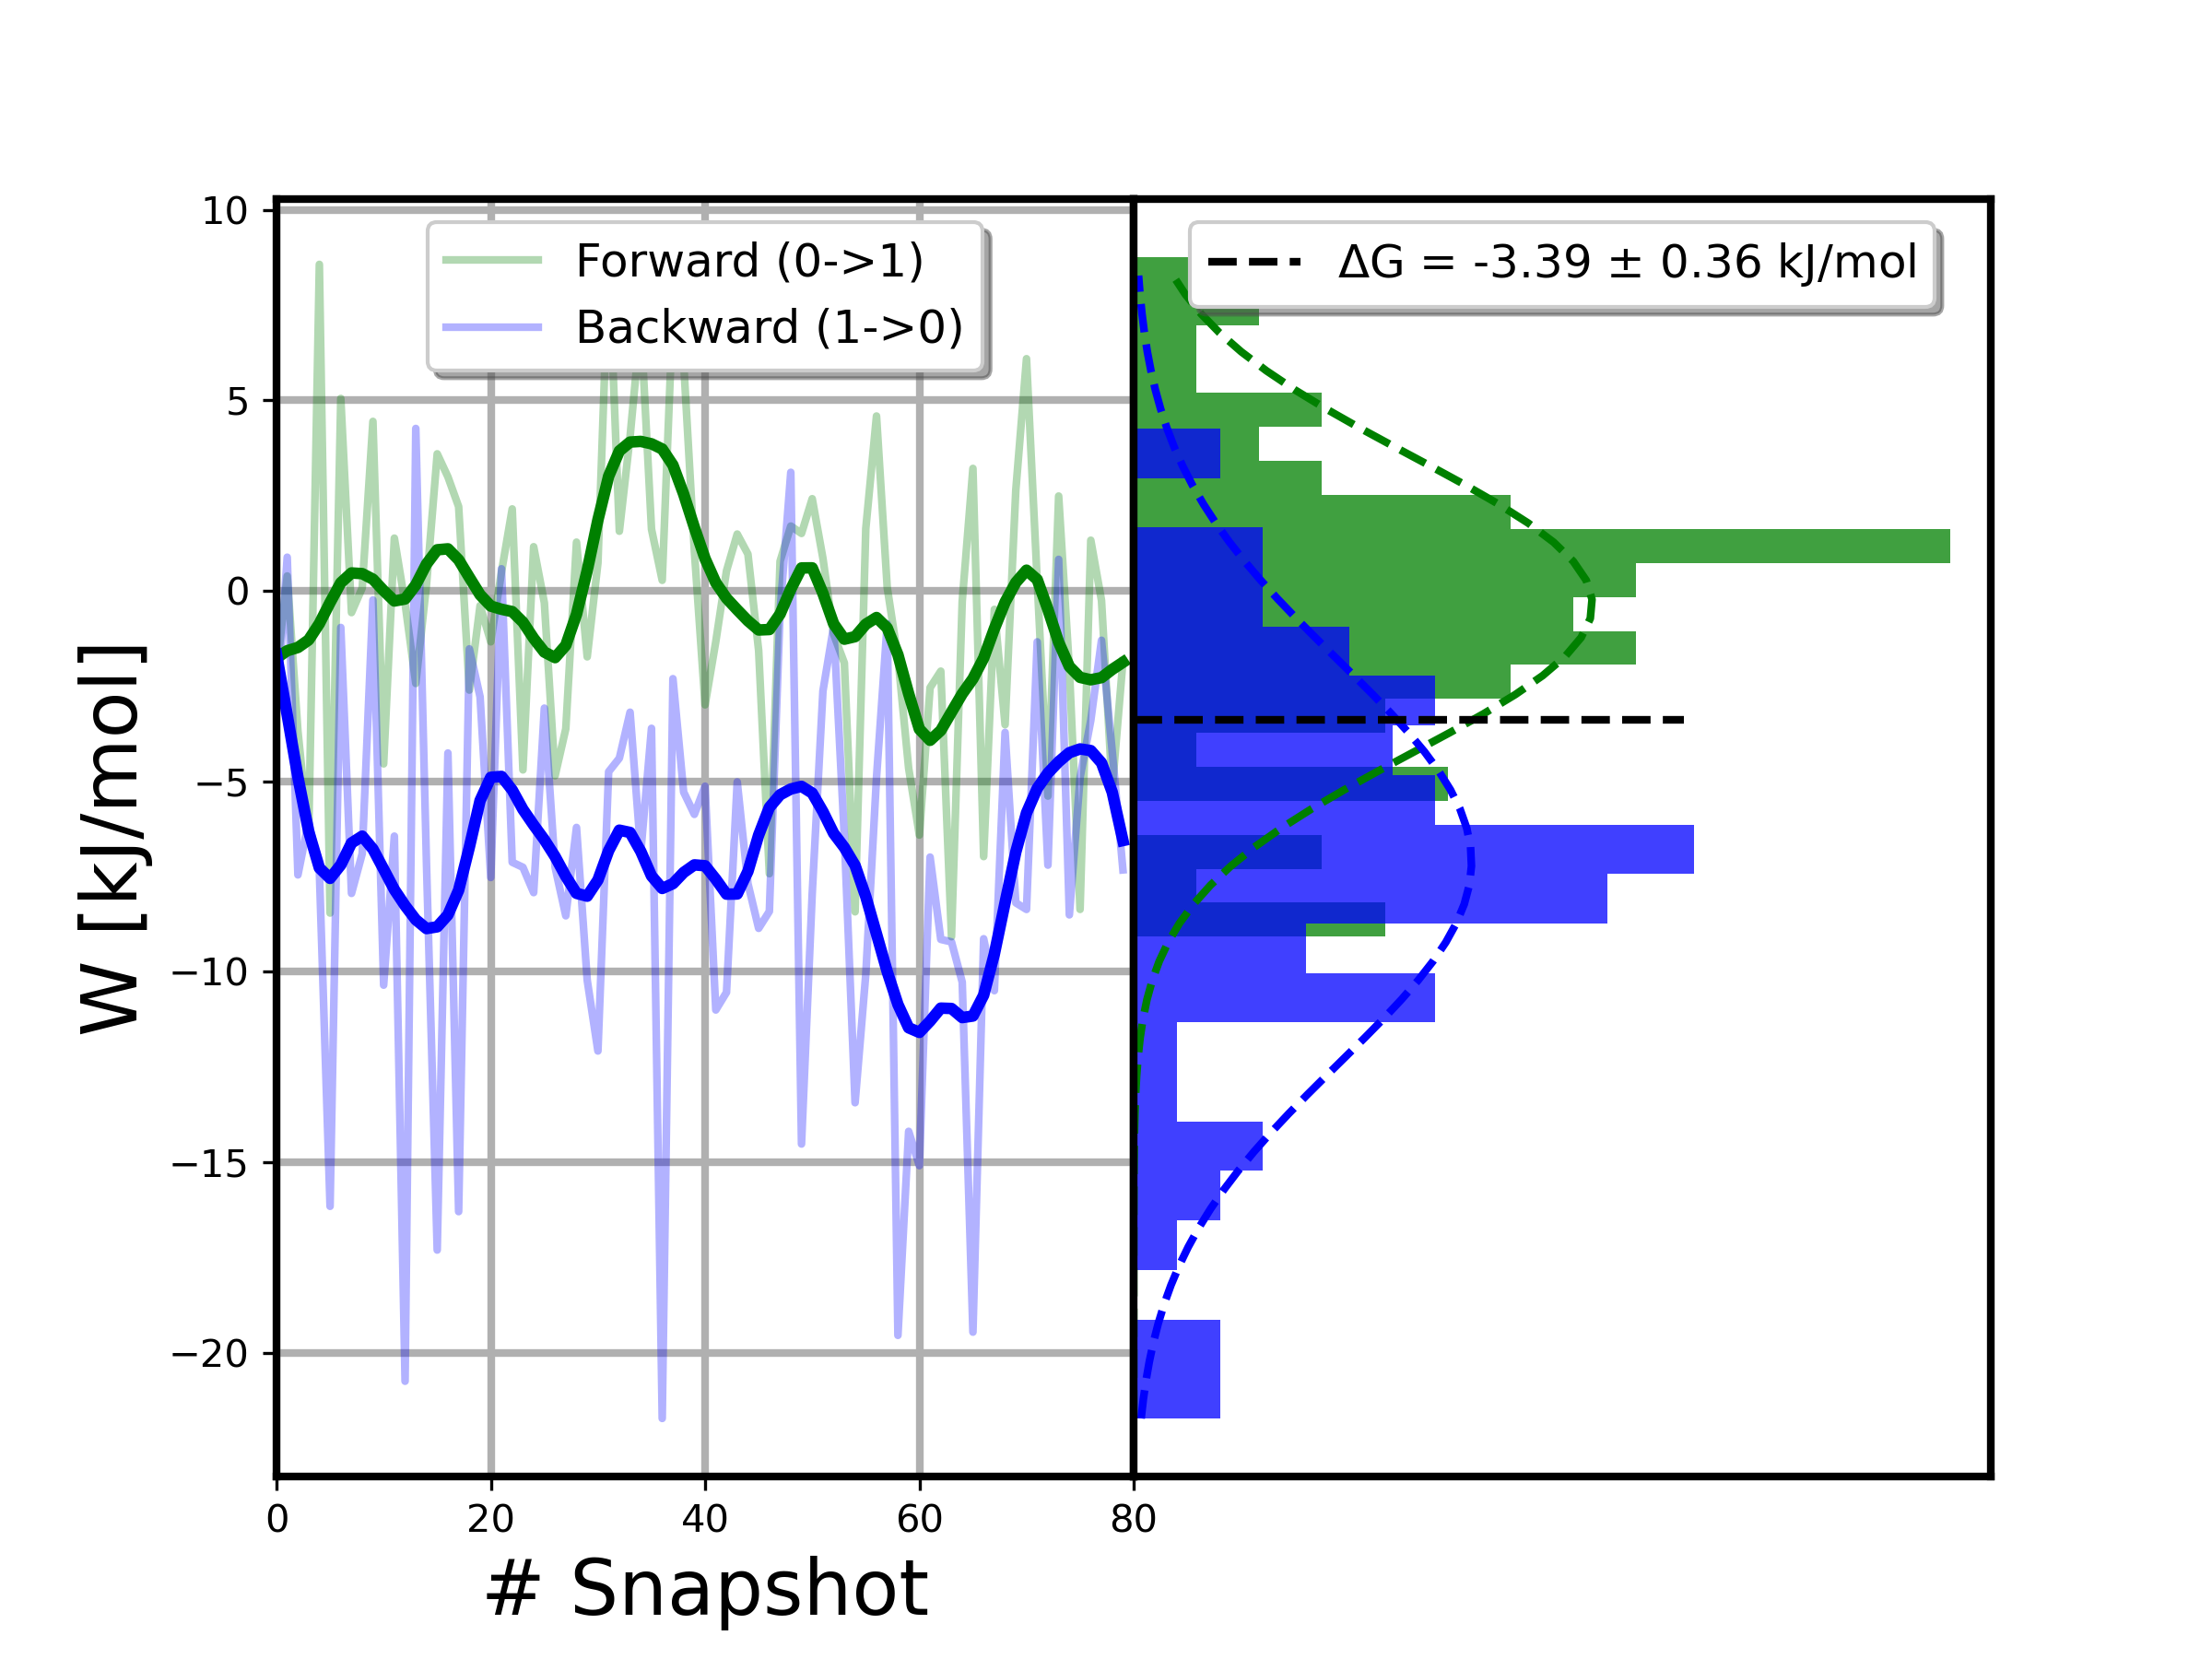 10
5
0
−5
−10
−15
−20
W [kJ/mol]
Forward (0->1)
Backward (1->0)
ΔG = -3.39 ± 0.36 kJ/mol
0 20 40 60 80
# Snapshot